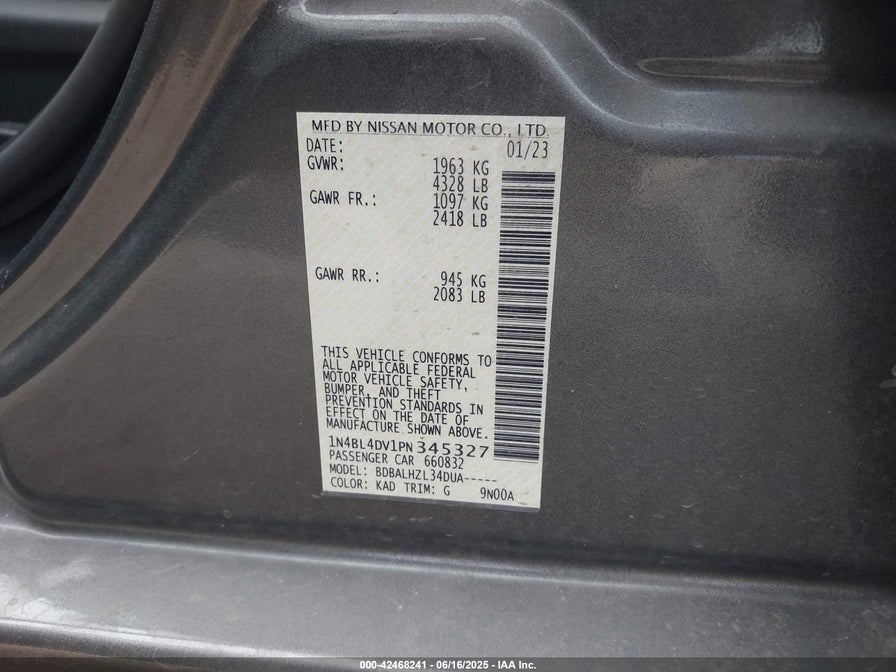 MFD BY NISSAN MOTOR CO., LTD.
DATE: 01/23
GVWR: 1963 KG
4328 LB
GAWR FR.: 1097 KG
2418 LB
GAWR RR.: 945 KG
2083 LB
THIS VEHICLE CONFORMS TO
ALL APPLICABLE FEDERAL
MOTOR VEHICLE SAFETY,
BUMPER, AND THEFT
PREVENTION STANDARDS IN
EFFECT ON THE DATE OF
MANUFACTURE SHOWN ABOVE.
1N4BL4DV1PN345327
PASSENGER CAR 660832
MODEL: BDBALHZL34DUA-----
COLOR: KAD TRIM: G 9N00A
000-42468241 - 06/16/2025 - IAA Inc.